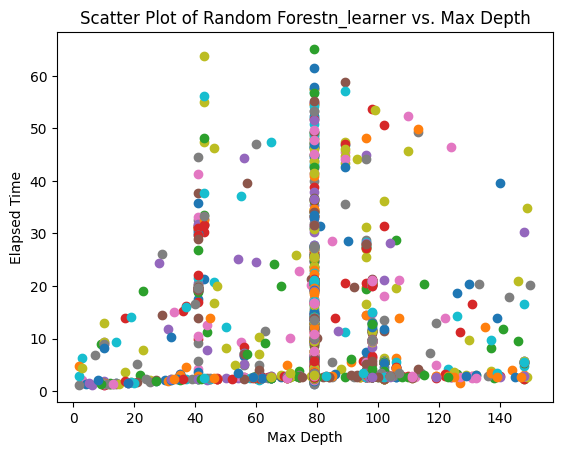 Scatter Plot of Random Forestn_learner vs. Max Depth
60
50
40
30
20
10
0
Elapsed Time
0 20 40 60 80 100 120 140
Max Depth